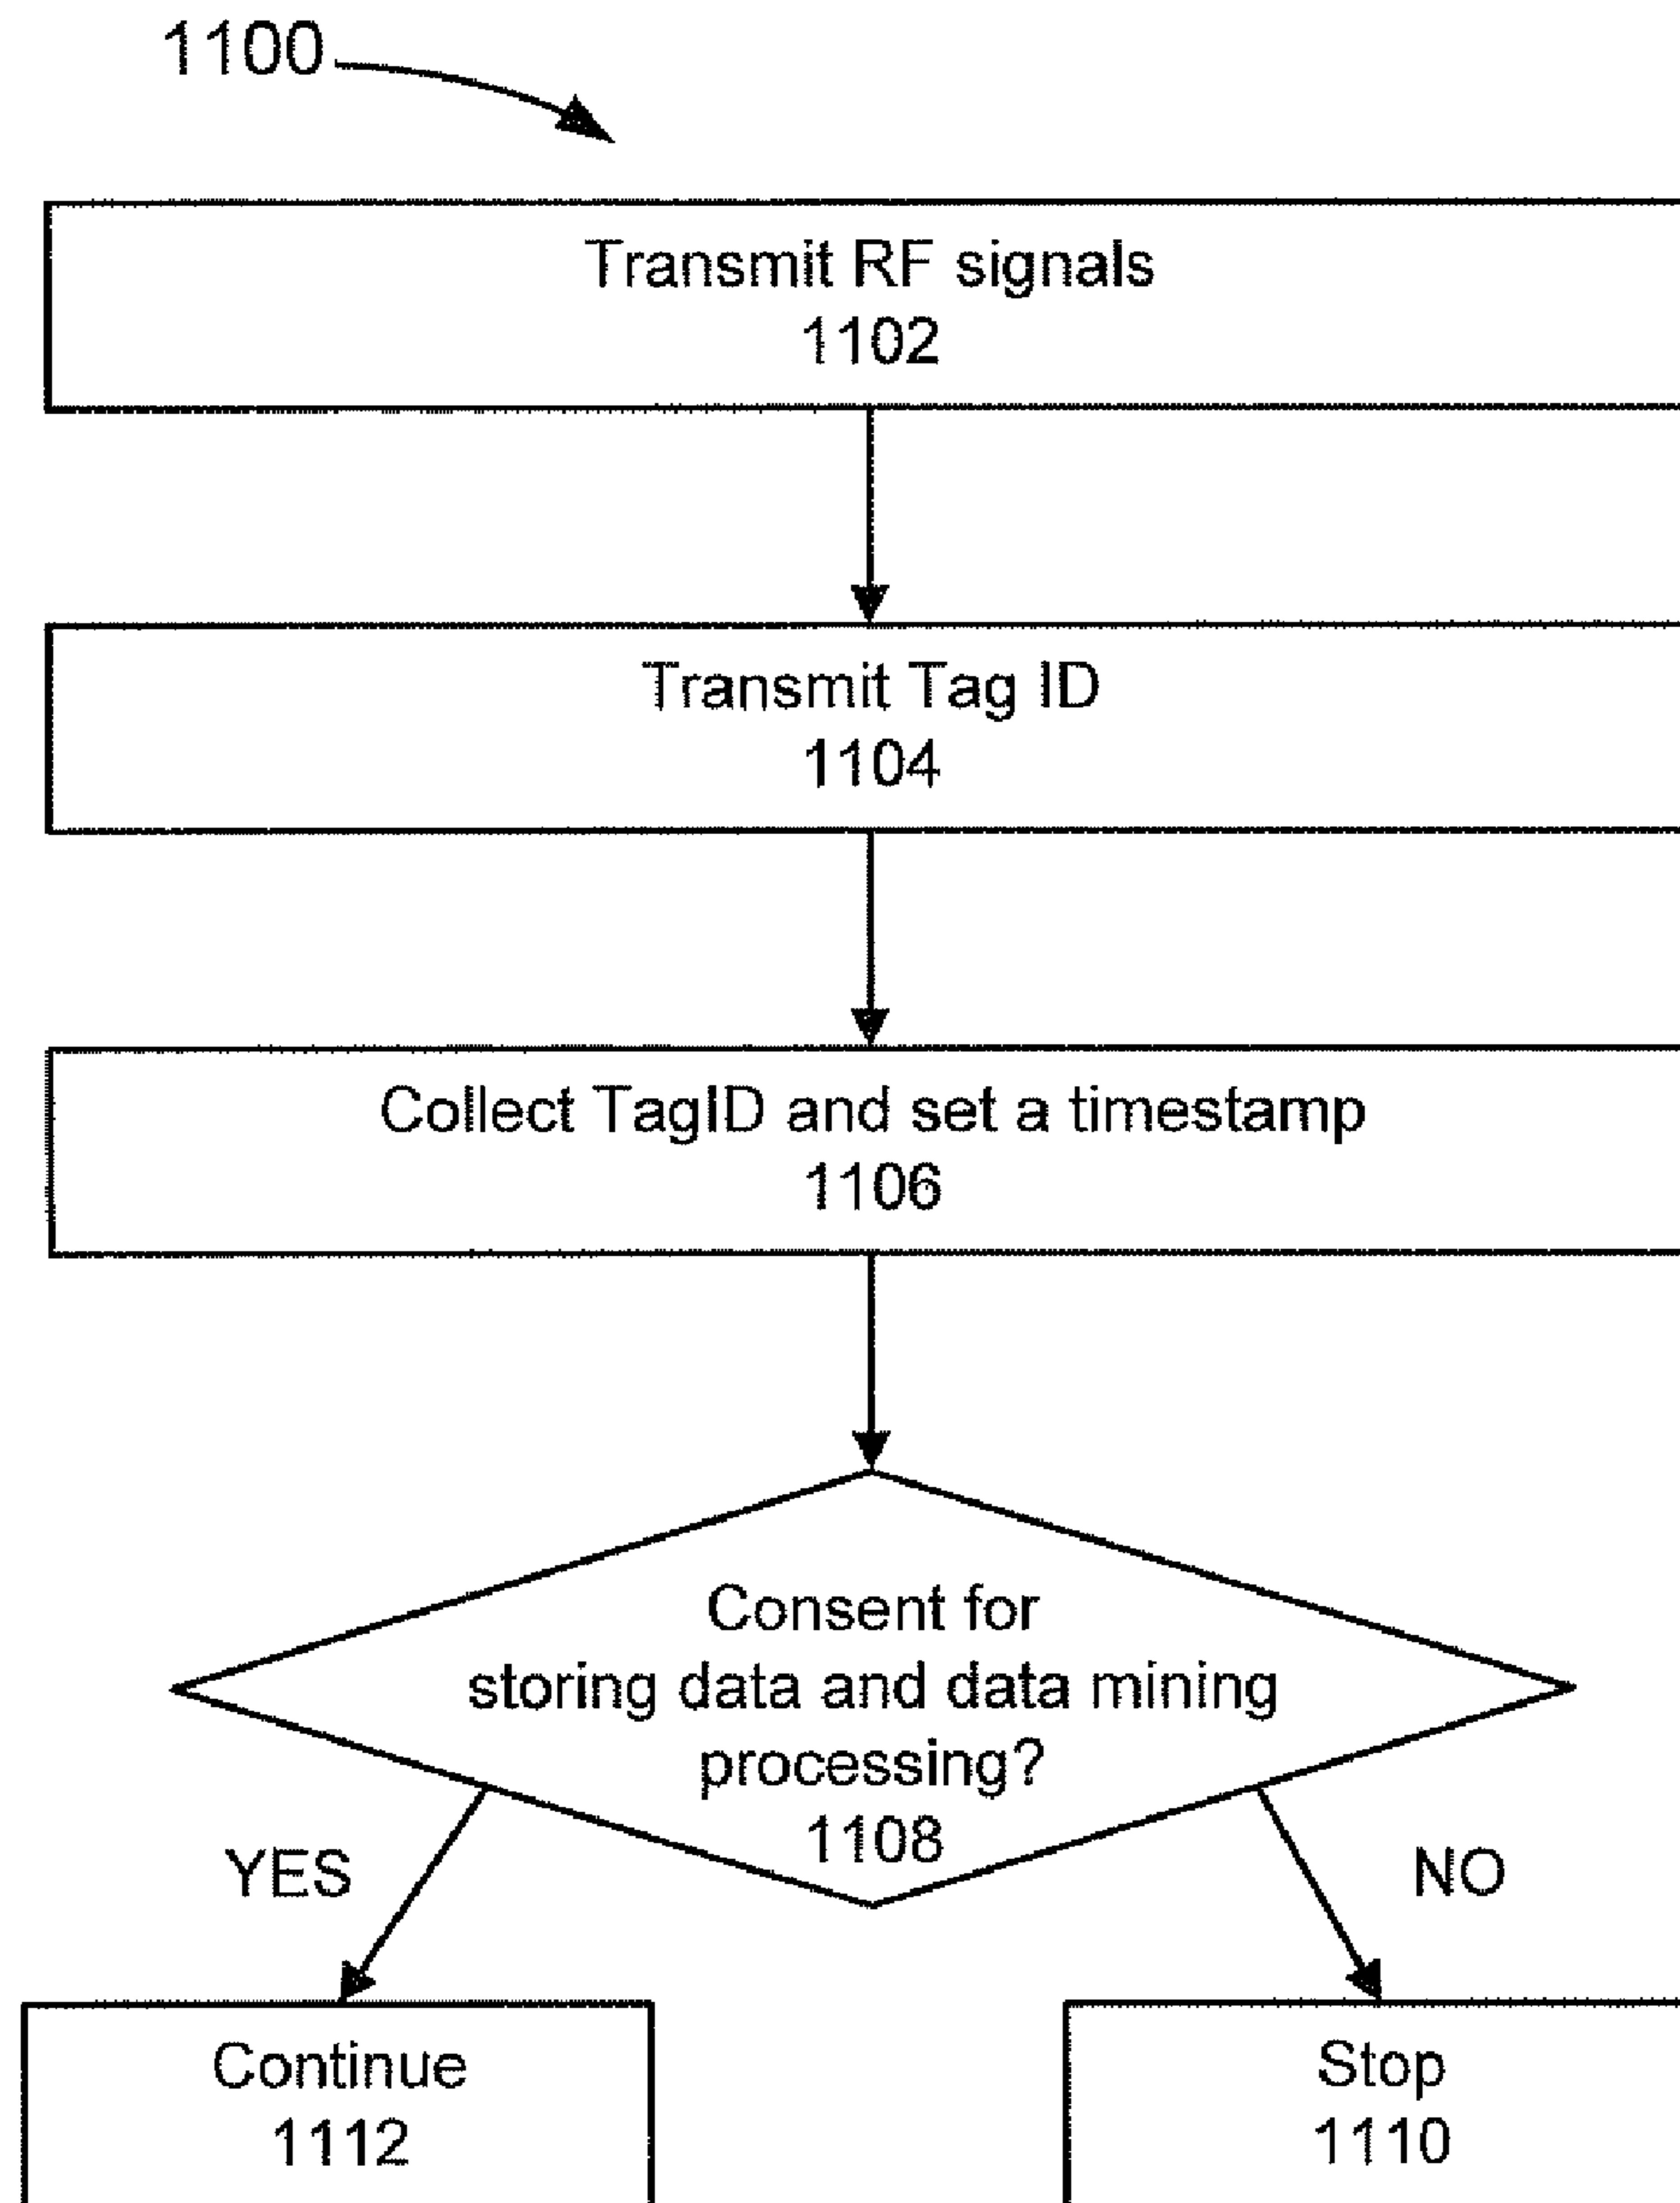 1100
Transmit RF signals
1102
Transmit Tag ID
1104
Collect TagID and set a timestamp
1106
Consent for
storing data and data mining
processing?
1108
YES
NO
Continue
1112
Stop
1110